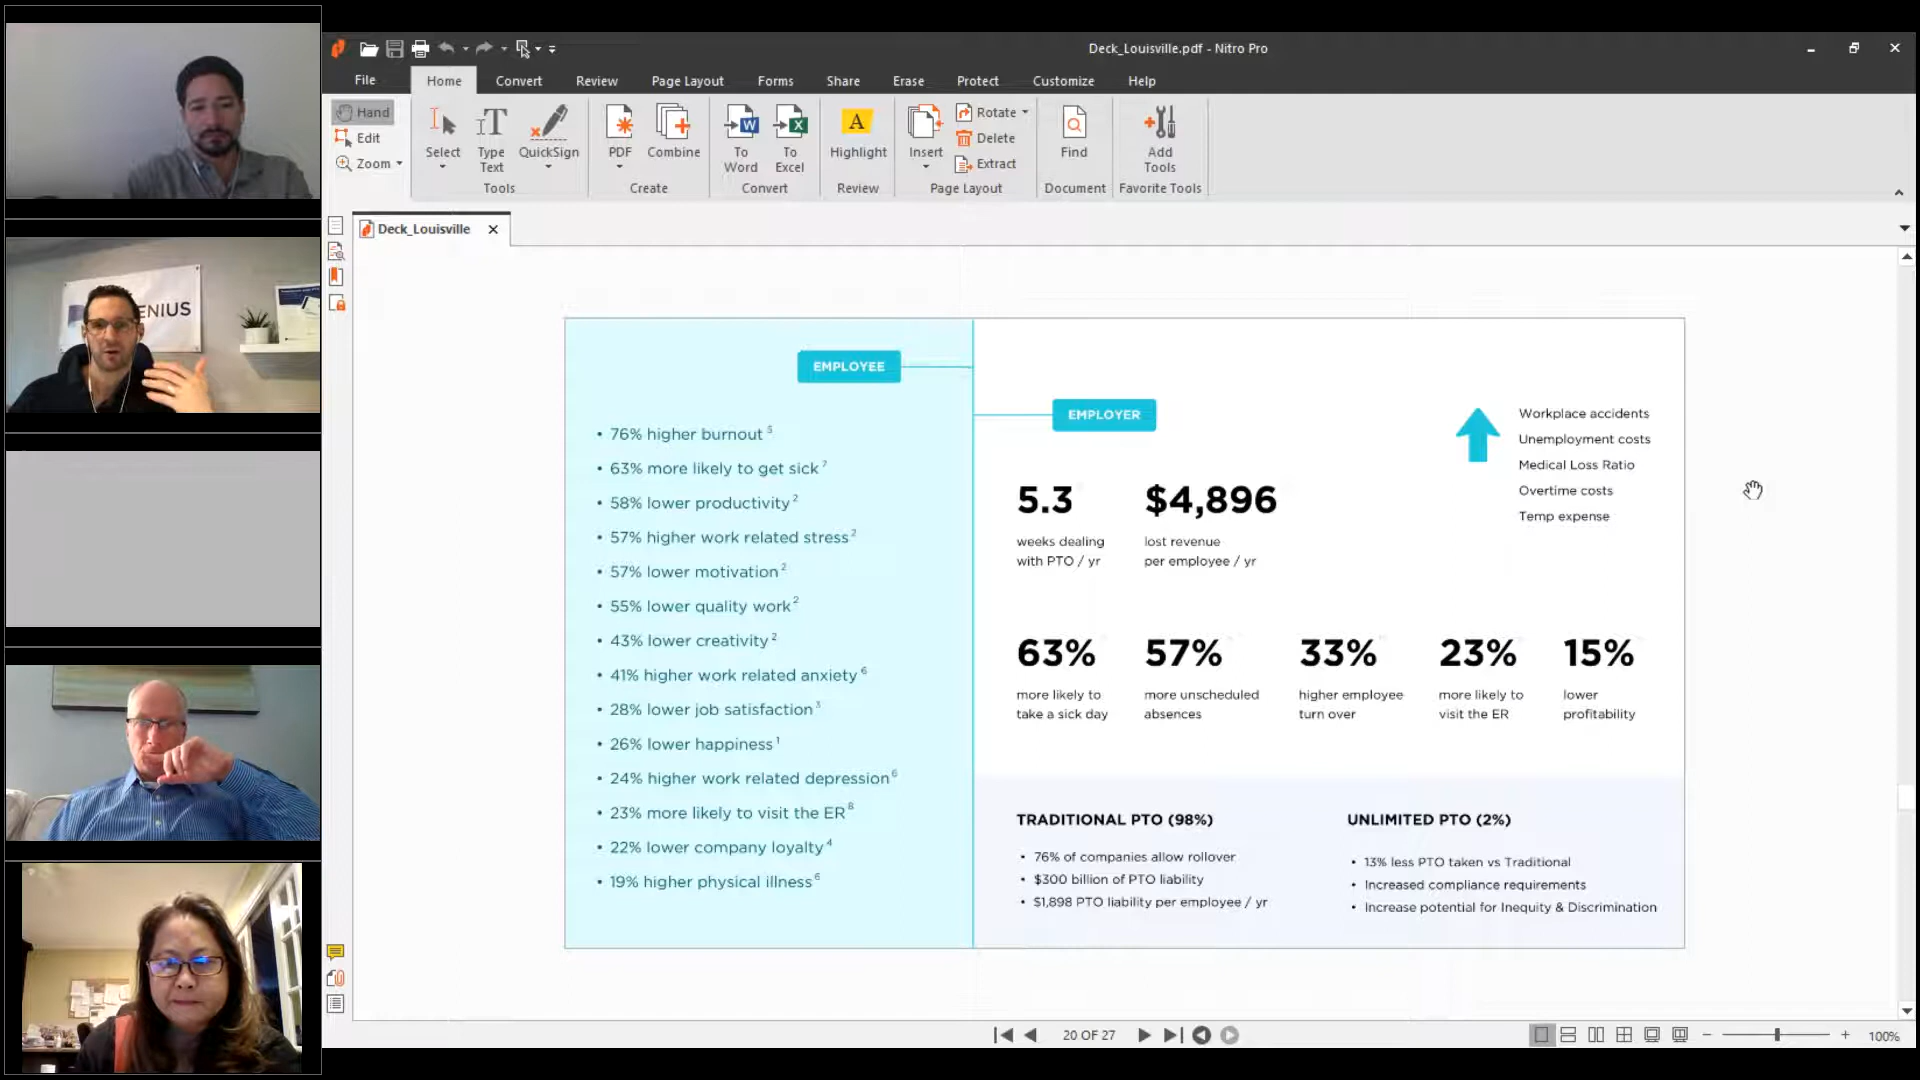 ENIUS
Deck_Louisville.pdf - Nitro Pro
File
Home
Convert
Review
Page Layout
Forms
Share
Erase
Protect
Customize
Help
Hand
Edit
Zoom
Select
Type
Text
QuickSign
Tools
PDF
Combine
Create
To
Word
To
Excel
Convert
Highlight
Review
Insert
Rotate
Delete
Extract
Page Layout
Find
Document
Add
Tools
Favorite Tools
Deck_Louisville
EMPLOYEE
• 76% higher burnout 5
• 63% more likely to get sick 7
• 58% lower productivity 2
• 57% higher work related stress 2
• 57% lower motivation 2
• 55% lower quality work 2
• 43% lower creativity 2
• 41% higher work related anxiety 6
• 28% lower job satisfaction 3
• 26% lower happiness 1
• 24% higher work related depression 6
• 23% more likely to visit the ER 8
• 22% lower company loyalty 4
• 19% higher physical illness 6
EMPLOYER
Workplace accidents
Unemployment costs
Medical Loss Ratio
Overtime costs
Temp expense
5.3
weeks dealing
with PTO / yr
$4,896
lost revenue
per employee / yr
63%
more likely to
take a sick day
57%
more unscheduled
absences
33%
higher employee
turn over
23%
more likely to
visit the ER
15%
lower
profitability
TRADITIONAL PTO (98%)
• 76% of companies allow rollover
• $300 billion of PTO liability
• $1,898 PTO liability per employee / yr
UNLIMITED PTO (2%)
• 13% less PTO taken vs Traditional
• Increased compliance requirements
• Increase potential for Inequity & Discrimination
20 OF 27
100%